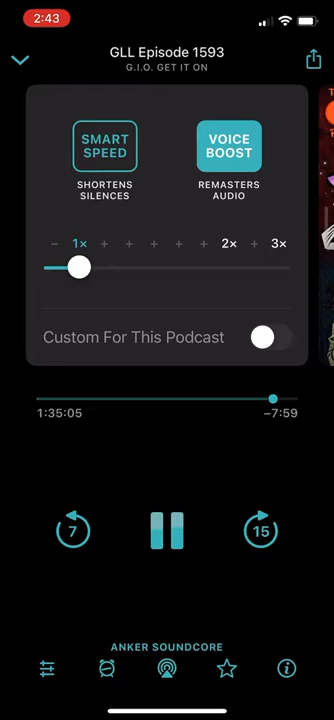 2:43
GLL Episode 1593
G.I.O. GET IT ON
SMART
SPEED
VOICE
BOOST
SHORTENS
SILENCES
REMASTERS
AUDIO
− 1× + + + + + 2× + 3×
Custom For This Podcast
1:35:05
−7:59
7
15
ANKER SOUNDCORE